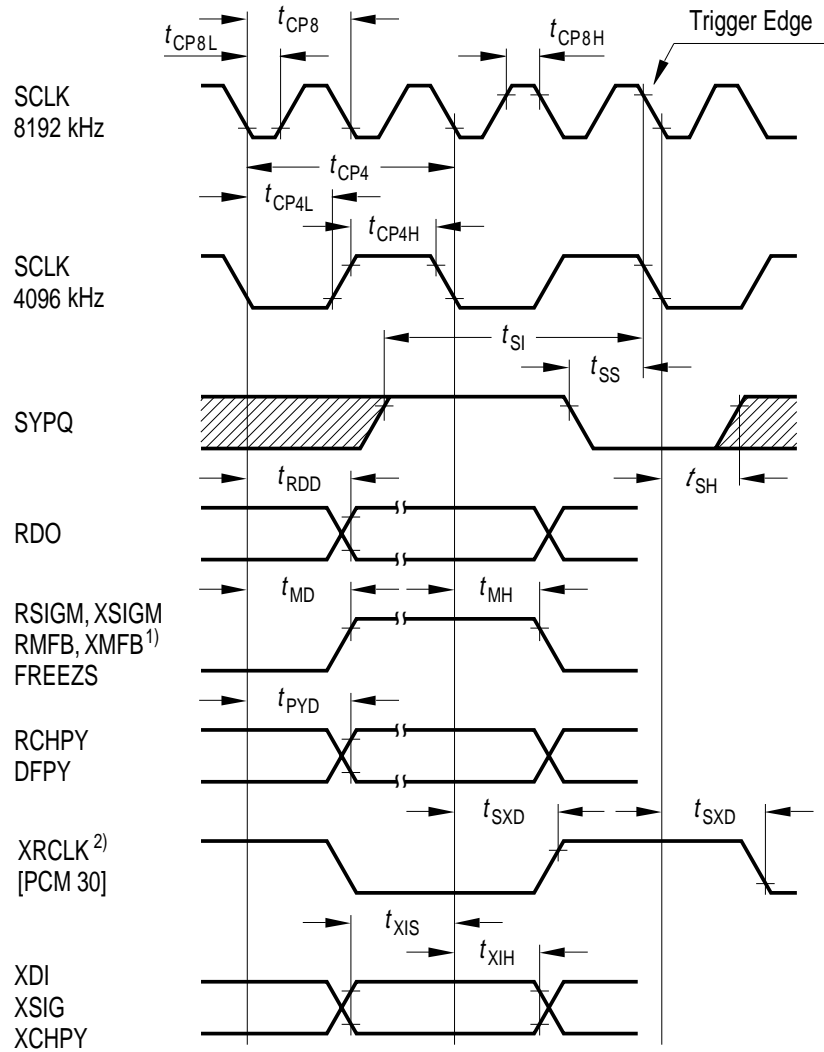 tCP8
tCP8L
tCP8H
Trigger Edge
SCLK
8192 kHz
tCP4
tCP4L
tCP4H
SCLK
4096 kHz
tSI
tSS
SYPQ
tRDD
tSH
RDO
tMD
tMH
RSIGM, XSIGM
RMFB, XMFB1)
FREEZS
tPYD
RCHPY
DFPY
tSXD
tSXD
XRCLK 2)
[PCM 30]
tXIS
tXIH
XDI
XSIG
XCHPY